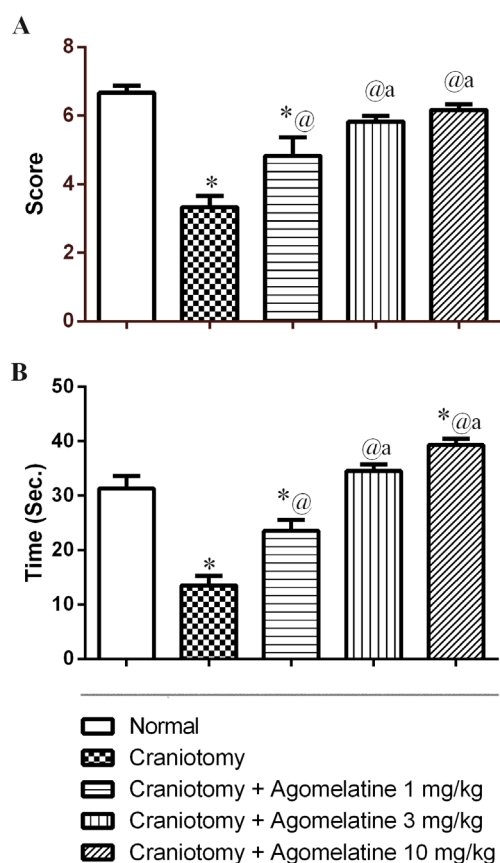 A
8
6
4
2
0
Score
*
*@
@a
@a
B
50
40
30
20
10
0
Time (Sec.)
*
*@
@a
*@a
Normal
Craniotomy
Craniotomy + Agomelatine 1 mg/kg
Craniotomy + Agomelatine 3 mg/kg
Craniotomy + Agomelatine 10 mg/kg